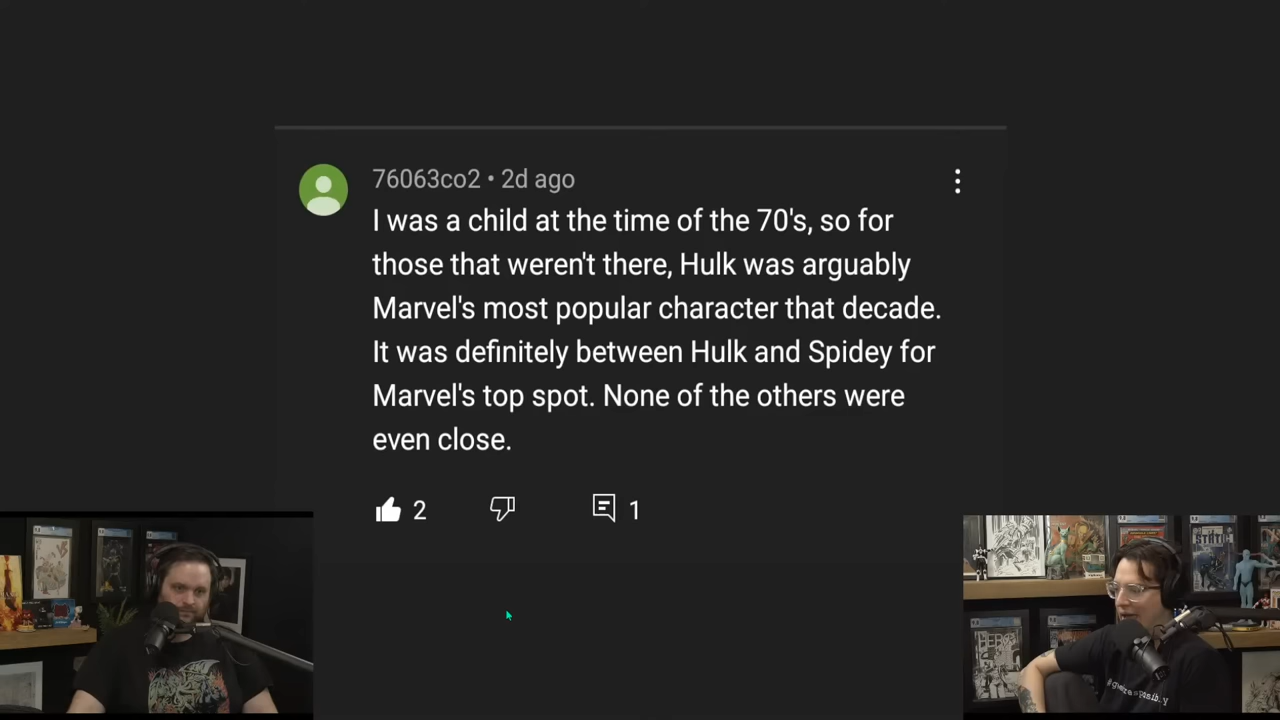 76063co2 • 2d ago
I was a child at the time of the 70's, so for
those that weren't there, Hulk was arguably
Marvel's most popular character that decade.
It was definitely between Hulk and Spidey for
Marvel's top spot. None of the others were
even close.
2
1